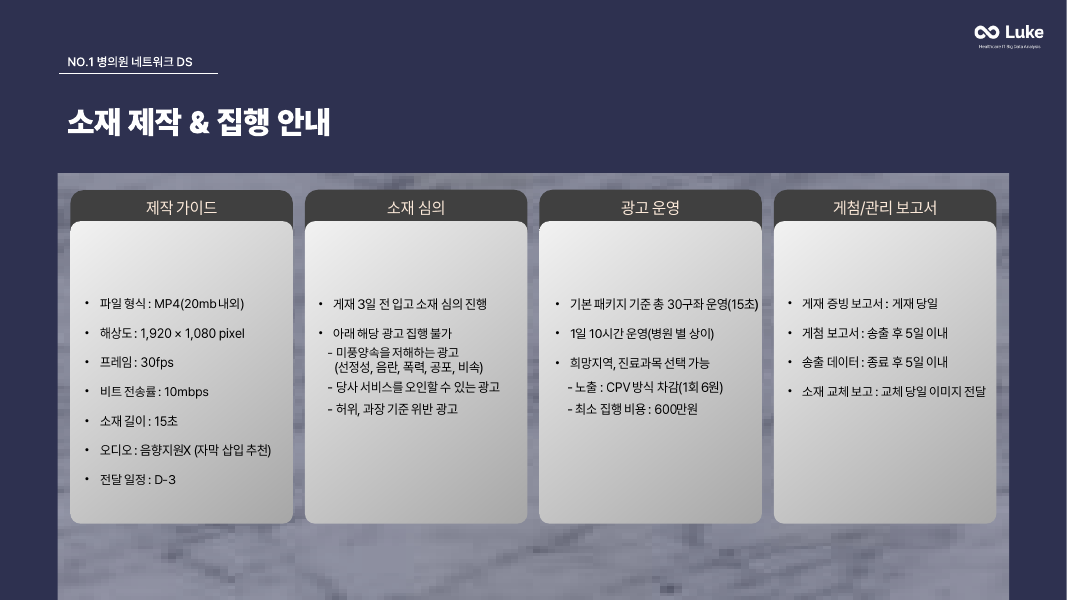 Luke
Healthcare IT Big Data Analysis
NO.1 병의원 네트워크 DS
소재 제작 & 집행 안내
제작 가이드
• 파일 형식 : MP4(20mb내외)
• 해상도 : 1,920 × 1,080 pixel
• 프레임 : 30fps
• 비트 전송률 : 10mbps
• 소재 길이 : 15초
• 오디오 : 음향지원X (자막 삽입 추천)
• 전달 일정 : D-3
소재 심의
• 게재 3일 전 입고 소재 심의 진행
• 아래 해당 광고 집행 불가
- 미풍양속을 저해하는 광고
(선정성, 음란, 폭력, 공포, 비속)
- 당사 서비스를 오인할 수 있는 광고
- 허위, 과장 기준 위반 광고
광고 운영
• 기본 패키지 기준 총 30구좌 운영(15초)
• 1일 10시간 운영(병원 별 상이)
• 희망지역, 진료과목 선택 가능
- 노출 : CPV 방식 차감(1회 6원)
- 최소 집행 비용 : 600만원
게첨/관리 보고서
• 게재 증빙 보고서 : 게재 당일
• 게첨 보고서 : 송출 후 5일 이내
• 송출 데이터 : 종료 후 5일 이내
• 소재 교체 보고 : 교체 당일 이미지 전달